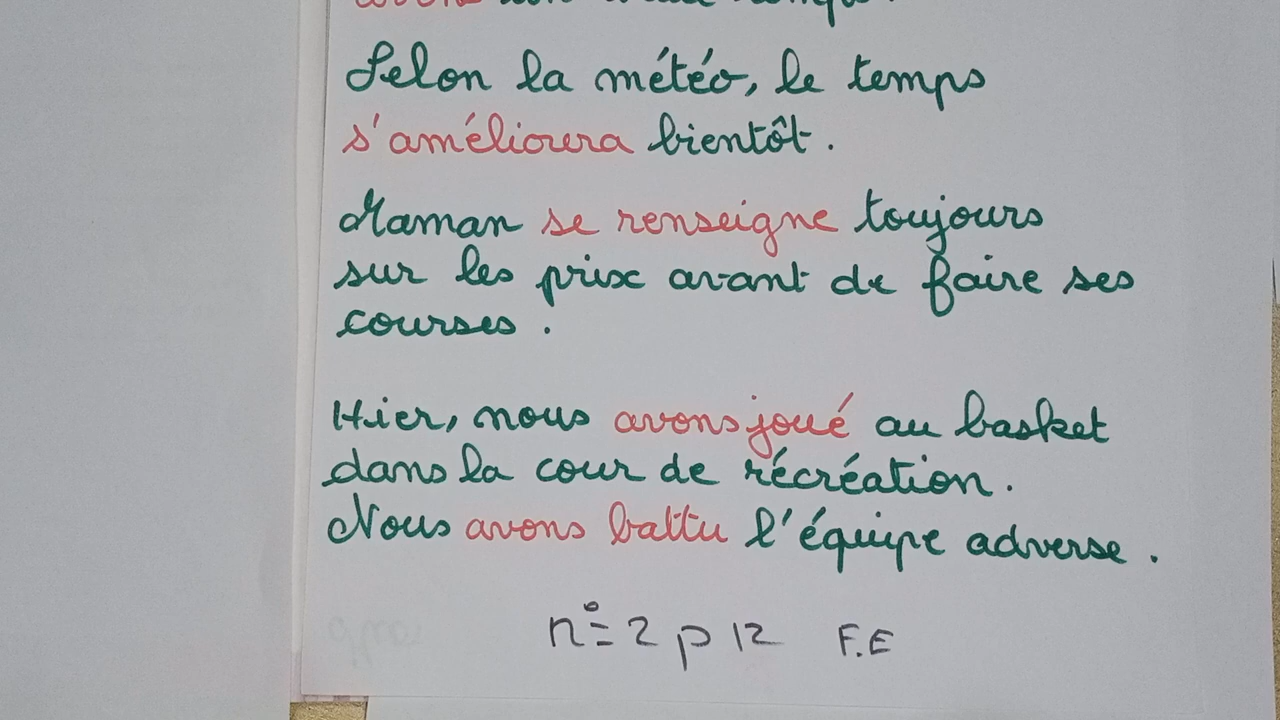 Selon la météo, le temps
s'améliorera bientôt.
Maman se renseigne toujours
sur les prix avant de faire ses
courses.
Hier, nous avons joué au basket
dans la cour de récréation.
Nous avons battu l'équipe adverse.
n°=2 p 12 F.E